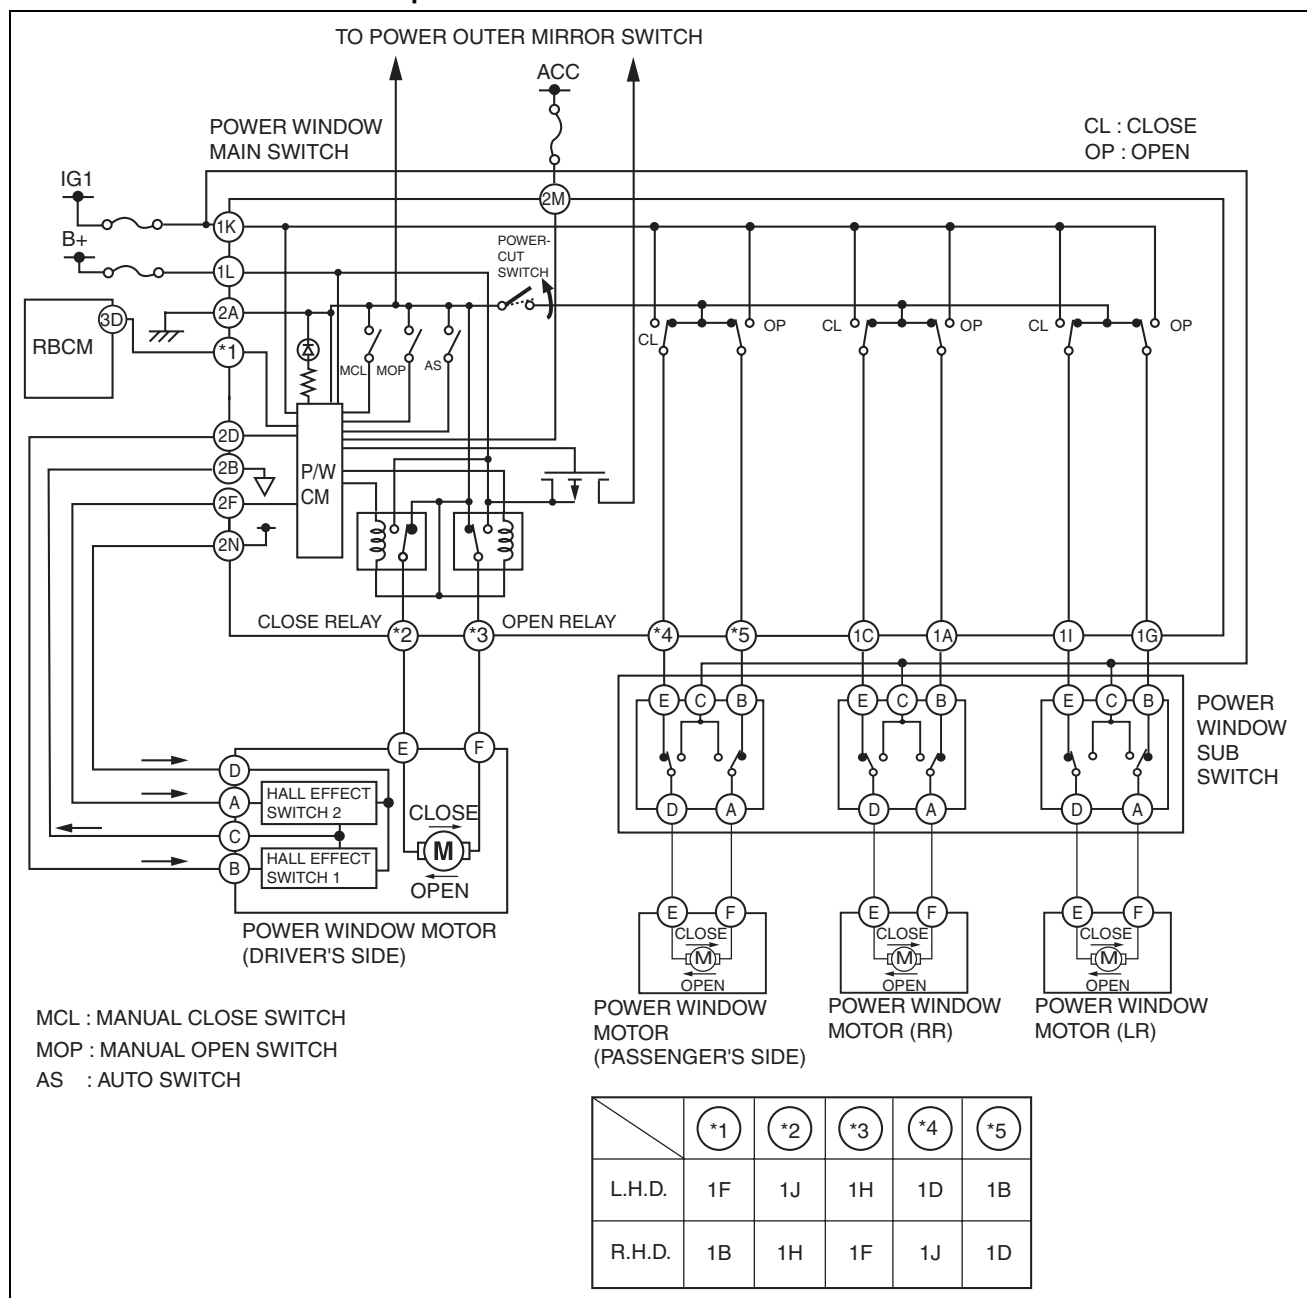 TO POWER OUTER MIRROR SWITCH
ACC
POWER WINDOW
MAIN SWITCH
CL : CLOSE
OP : OPEN
IG1
2M
1K
B+
POWER-
CUT
SWITCH
1L
2A
3D
RBCM
*1
MCL MOP AS
CL OP CL OP CL OP
2D
2B
P/W
CM
2F
2N
CLOSE RELAY *2 *3 OPEN RELAY *4 *5 1C 1A 1I 1G
E C B E C B E C B
POWER
WINDOW
SUB
SWITCH
E F
D
HALL EFFECT
SWITCH 2
A
CLOSE
D A D A D A
C
M
HALL EFFECT
SWITCH 1
B
OPEN
E F E F E F
POWER WINDOW MOTOR
(DRIVER'S SIDE)
CLOSE CLOSE CLOSE
M M M
OPEN OPEN OPEN
POWER WINDOW
MOTOR
(PASSENGER'S SIDE)
POWER WINDOW
MOTOR (RR)
POWER WINDOW
MOTOR (LR)
MCL : MANUAL CLOSE SWITCH
MOP : MANUAL OPEN SWITCH
AS : AUTO SWITCH
*1 *2 *3 *4 *5
L.H.D. 1F 1J 1H 1D 1B
R.H.D. 1B 1H 1F 1J 1D